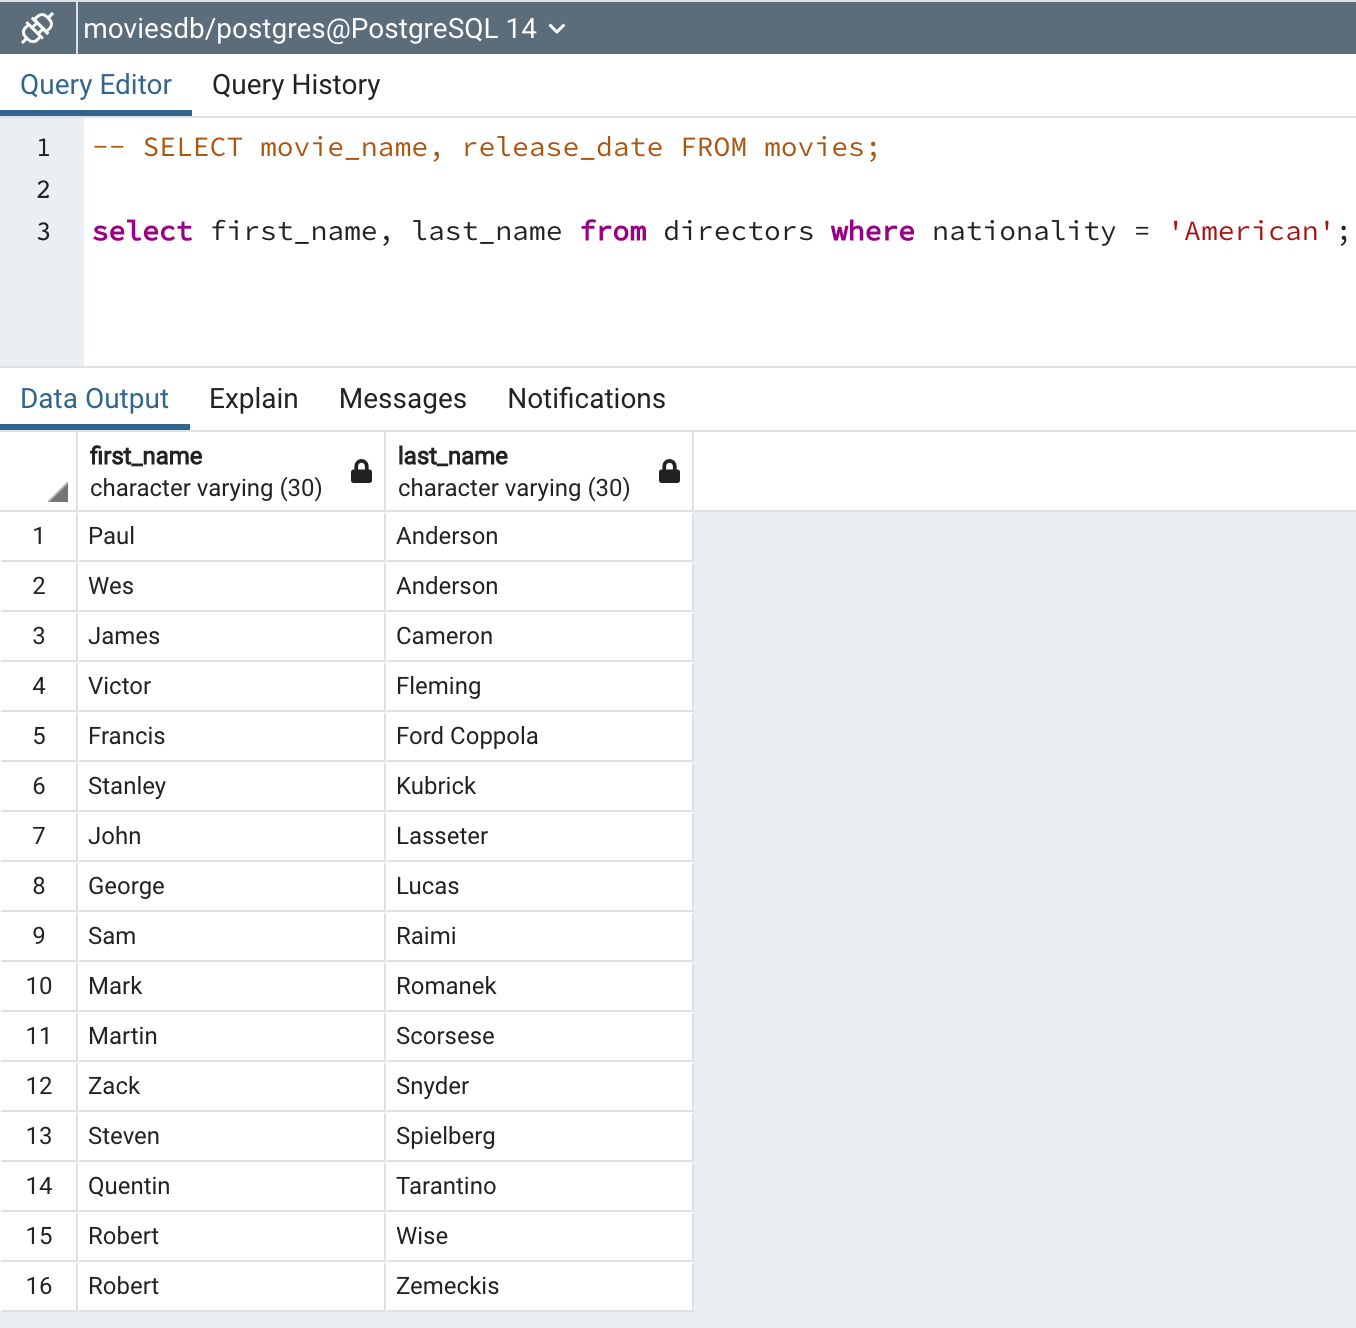 moviesdb/postgres@PostgreSQL 14
Query Editor Query History
1 -- SELECT movie_name, release_date FROM movies;
2
3 select first_name, last_name from directors where nationality = 'American';
Data Output Explain Messages Notifications
first_name last_name
character varying (30) character varying (30)
1 Paul Anderson
2 Wes Anderson
3 James Cameron
4 Victor Fleming
5 Francis Ford Coppola
6 Stanley Kubrick
7 John Lasseter
8 George Lucas
9 Sam Raimi
10 Mark Romanek
11 Martin Scorsese
12 Zack Snyder
13 Steven Spielberg
14 Quentin Tarantino
15 Robert Wise
16 Robert Zemeckis